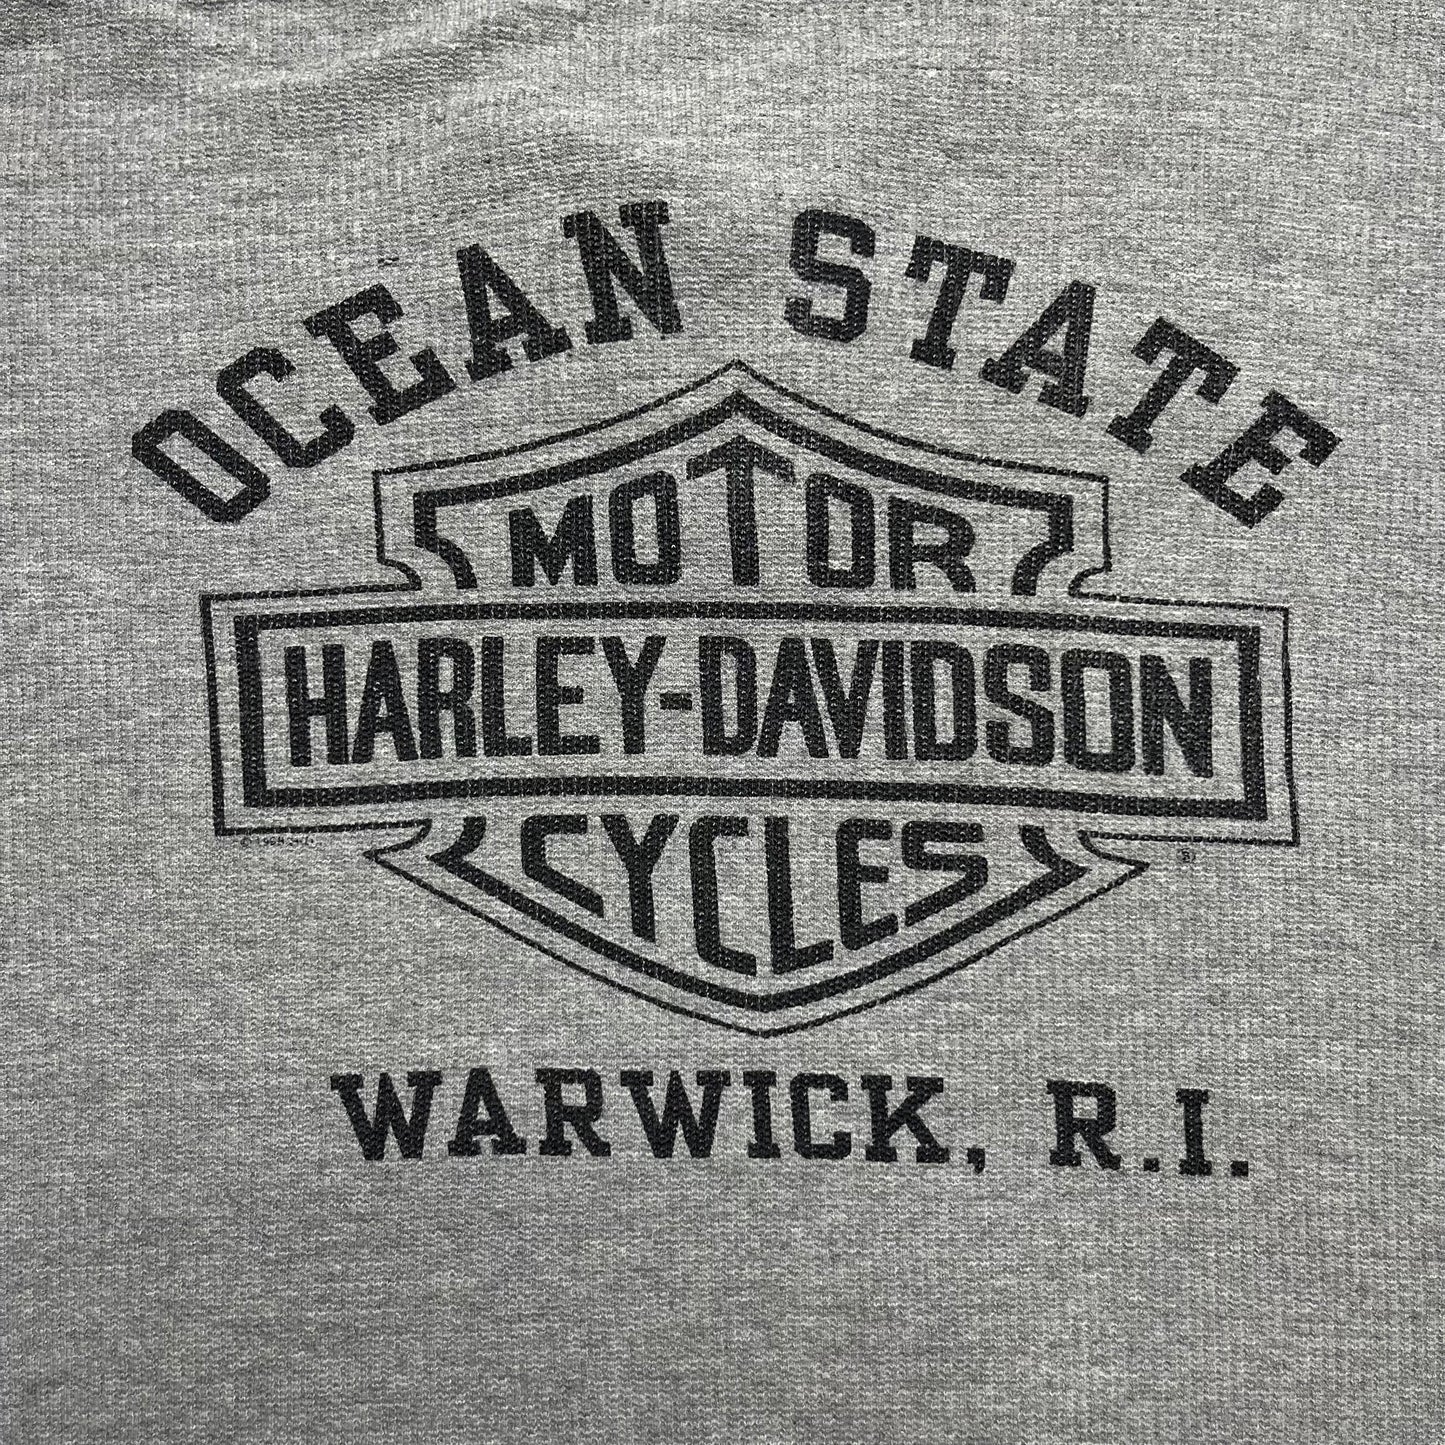 OCEAN STATE
MOTOR
HARLEY-DAVIDSON
CYCLES
WARWICK, R.I.